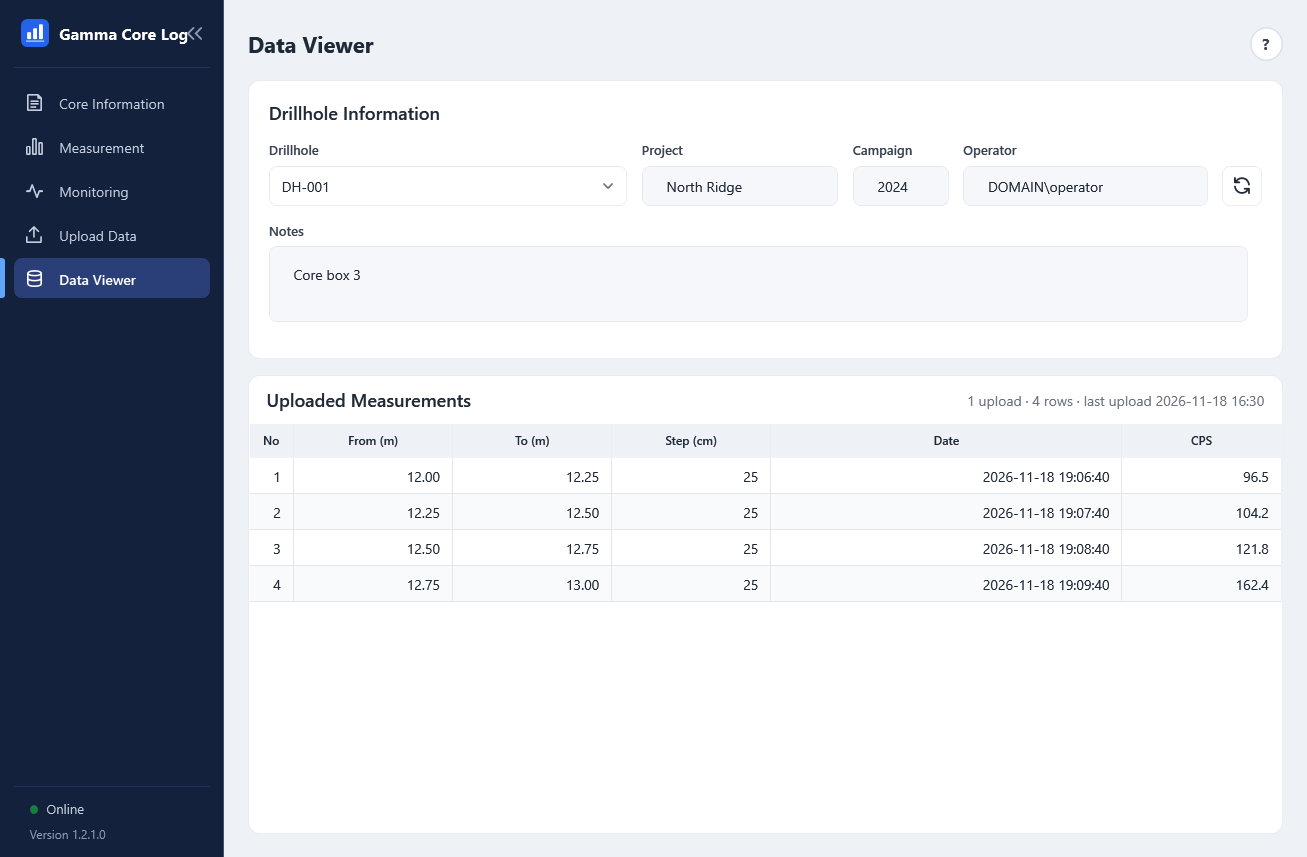 Gamma Core Log
Core Information
Measurement
Monitoring
Upload Data
Data Viewer
Online
Version 1.2.1.0
Data Viewer
?
Drillhole Information
Drillhole Project Campaign Operator
DH-001 North Ridge 2024 DOMAIN\operator
Notes
Core box 3
Uploaded Measurements 1 upload · 4 rows · last upload 2026-11-18 16:30
No From (m) To (m) Step (cm) Date CPS
1 12.00 12.25 25 2026-11-18 19:06:40 96.5
2 12.25 12.50 25 2026-11-18 19:07:40 104.2
3 12.50 12.75 25 2026-11-18 19:08:40 121.8
4 12.75 13.00 25 2026-11-18 19:09:40 162.4